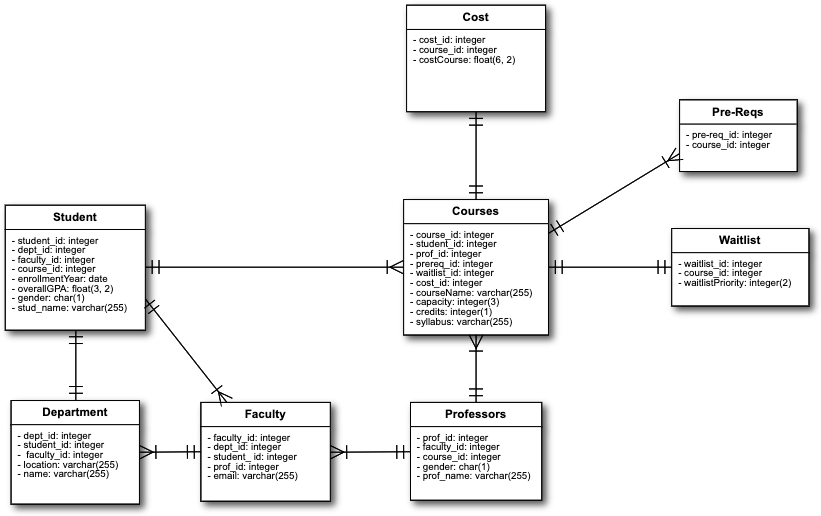 Cost
- cost_id: integer
- course_id: integer
- costCourse: float(6, 2)
Pre-Reqs
- pre-req_id: integer
- course_id: integer
Student
- student_id: integer
- dept_id: integer
- faculty_id: integer
- course_id: integer
- enrollmentYear: date
- overallGPA: float(3, 2)
- gender: char(1)
- stud_name: varchar(255)
Courses
- course_id: integer
- student_id: integer
- prof_id: integer
- prereq_id: integer
- waitlist_id: integer
- cost_id: integer
- courseName: varchar(255)
- capacity: integer(3)
- credits: integer(1)
- syllabus: varchar(255)
Waitlist
- waitlist_id: integer
- course_id: integer
- waitlistPriority: integer(2)
Department
- dept_id: integer
- student_id: integer
- faculty_id: integer
- location: varchar(255)
- name: varchar(255)
Faculty
- faculty_id: integer
- dept_id: integer
- student_ id: integer
- prof_id: integer
- email: varchar(255)
Professors
- prof_id: integer
- faculty_id: integer
- course_id: integer
- gender: char(1)
- prof_name: varchar(255)